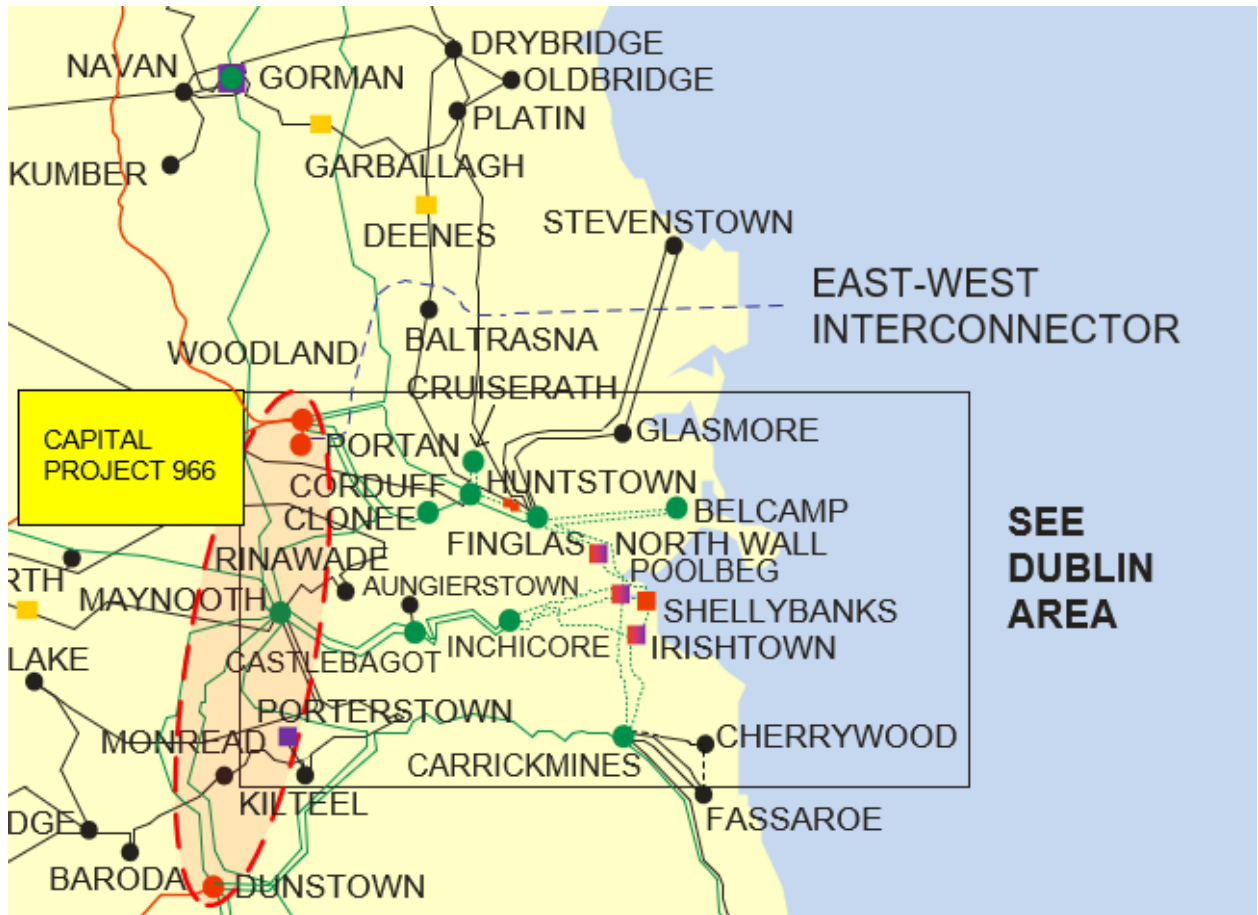 DRYBRIDGE
NAVAN
GORMAN
OLDBRIDGE
PLATIN
KUMBER
GARBALLAGH
DEENES
STEVENSTOWN
EAST-WEST
INTERCONNECTOR
WOODLAND
BALTRASNA
CRUISERATH
CAPITAL
PROJECT 966
PORTAN
GLASMORE
CORDUFF
HUNTSTOWN
CLONEE
BELCAMP
SEE
DUBLIN
AREA
FINGLAS
NORTH WALL
RINAWADE
POOLBEG
RTH
MAYNOOTH
AUNGIERSTOWN
SHELLYBANKS
INCHICORE
IRISHTOWN
LAKE
CASTLEBAGOT
PORTERSTOWN
MONREAD
CHERRYWOOD
CARRICKMINES
KILTEEL
FASSAROE
DGE
BARODA
DUNSTOWN